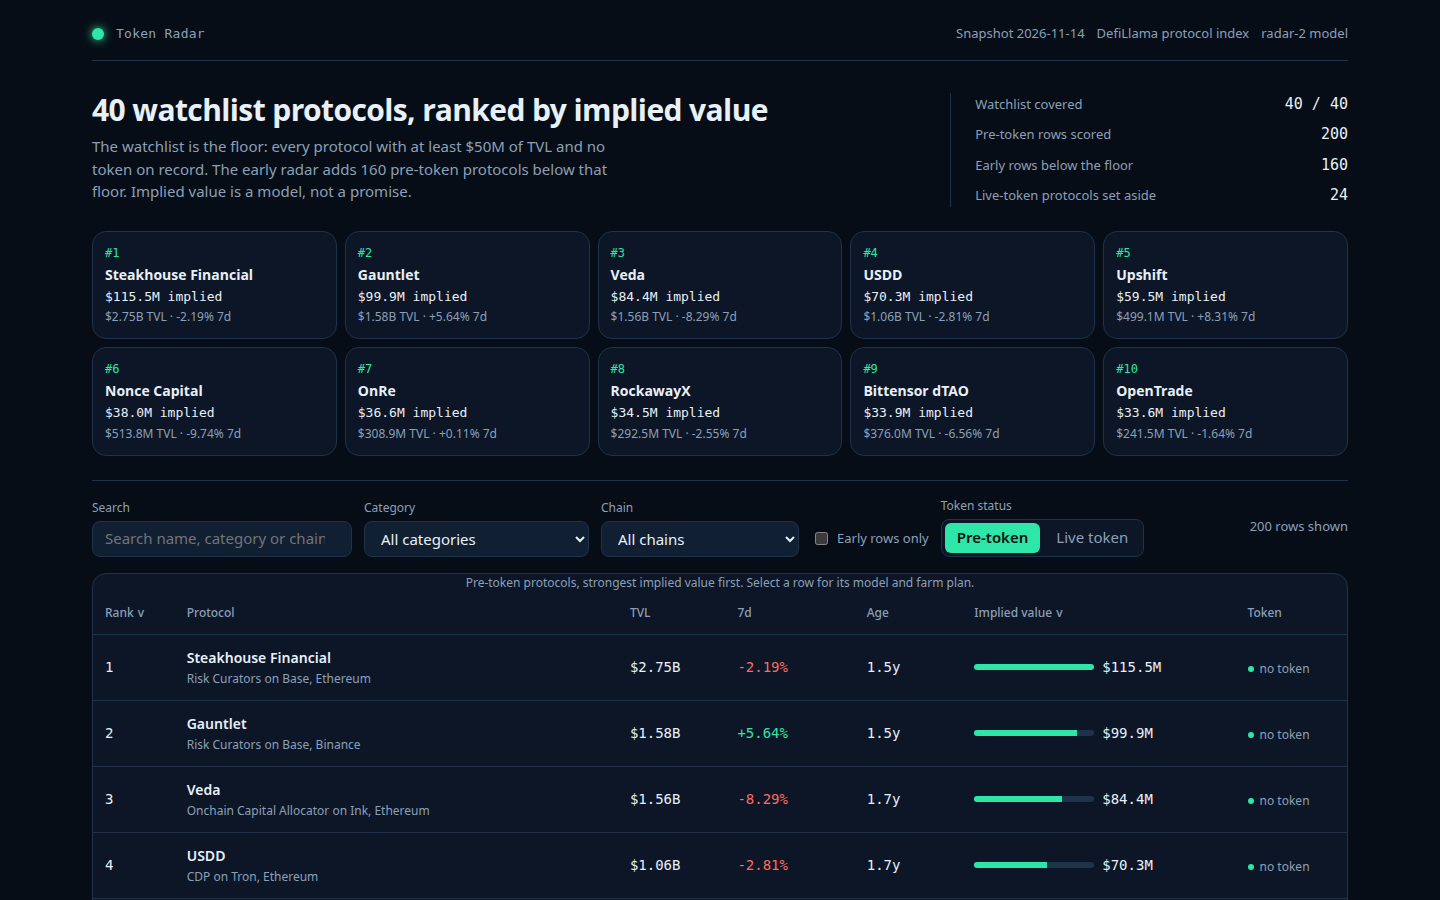 Token Radar
Snapshot 2026-11-14 DefiLlama protocol index radar-2 model
40 watchlist protocols, ranked by implied value
The watchlist is the floor: every protocol with at least $50M of TVL and no
token on record. The early radar adds 160 pre-token protocols below that
floor. Implied value is a model, not a promise.
Watchlist covered 40 / 40
Pre-token rows scored 200
Early rows below the floor 160
Live-token protocols set aside 24
#1
Steakhouse Financial
$115.5M implied
$2.75B TVL · -2.19% 7d
#2
Gauntlet
$99.9M implied
$1.58B TVL · +5.64% 7d
#3
Veda
$84.4M implied
$1.56B TVL · -8.29% 7d
#4
USDD
$70.3M implied
$1.06B TVL · -2.81% 7d
#5
Upshift
$59.5M implied
$499.1M TVL · +8.31% 7d
#6
Nonce Capital
$38.0M implied
$513.8M TVL · -9.74% 7d
#7
OnRe
$36.6M implied
$308.9M TVL · +0.11% 7d
#8
RockawayX
$34.5M implied
$292.5M TVL · -2.55% 7d
#9
Bittensor dTAO
$33.9M implied
$376.0M TVL · -6.56% 7d
#10
OpenTrade
$33.6M implied
$241.5M TVL · -1.64% 7d
Search
Search name, category or chain
Category
All categories
Chain
All chains
Early rows only
Token status
Pre-token Live token
200 rows shown
Pre-token protocols, strongest implied value first. Select a row for its model and farm plan.
Rank v Protocol TVL 7d Age Implied value v Token
1 Steakhouse Financial $2.75B -2.19% 1.5y $115.5M no token
Risk Curators on Base, Ethereum
2 Gauntlet $1.58B +5.64% 1.5y $99.9M no token
Risk Curators on Base, Binance
3 Veda $1.56B -8.29% 1.7y $84.4M no token
Onchain Capital Allocator on Ink, Ethereum
4 USDD $1.06B -2.81% 1.7y $70.3M no token
CDP on Tron, Ethereum